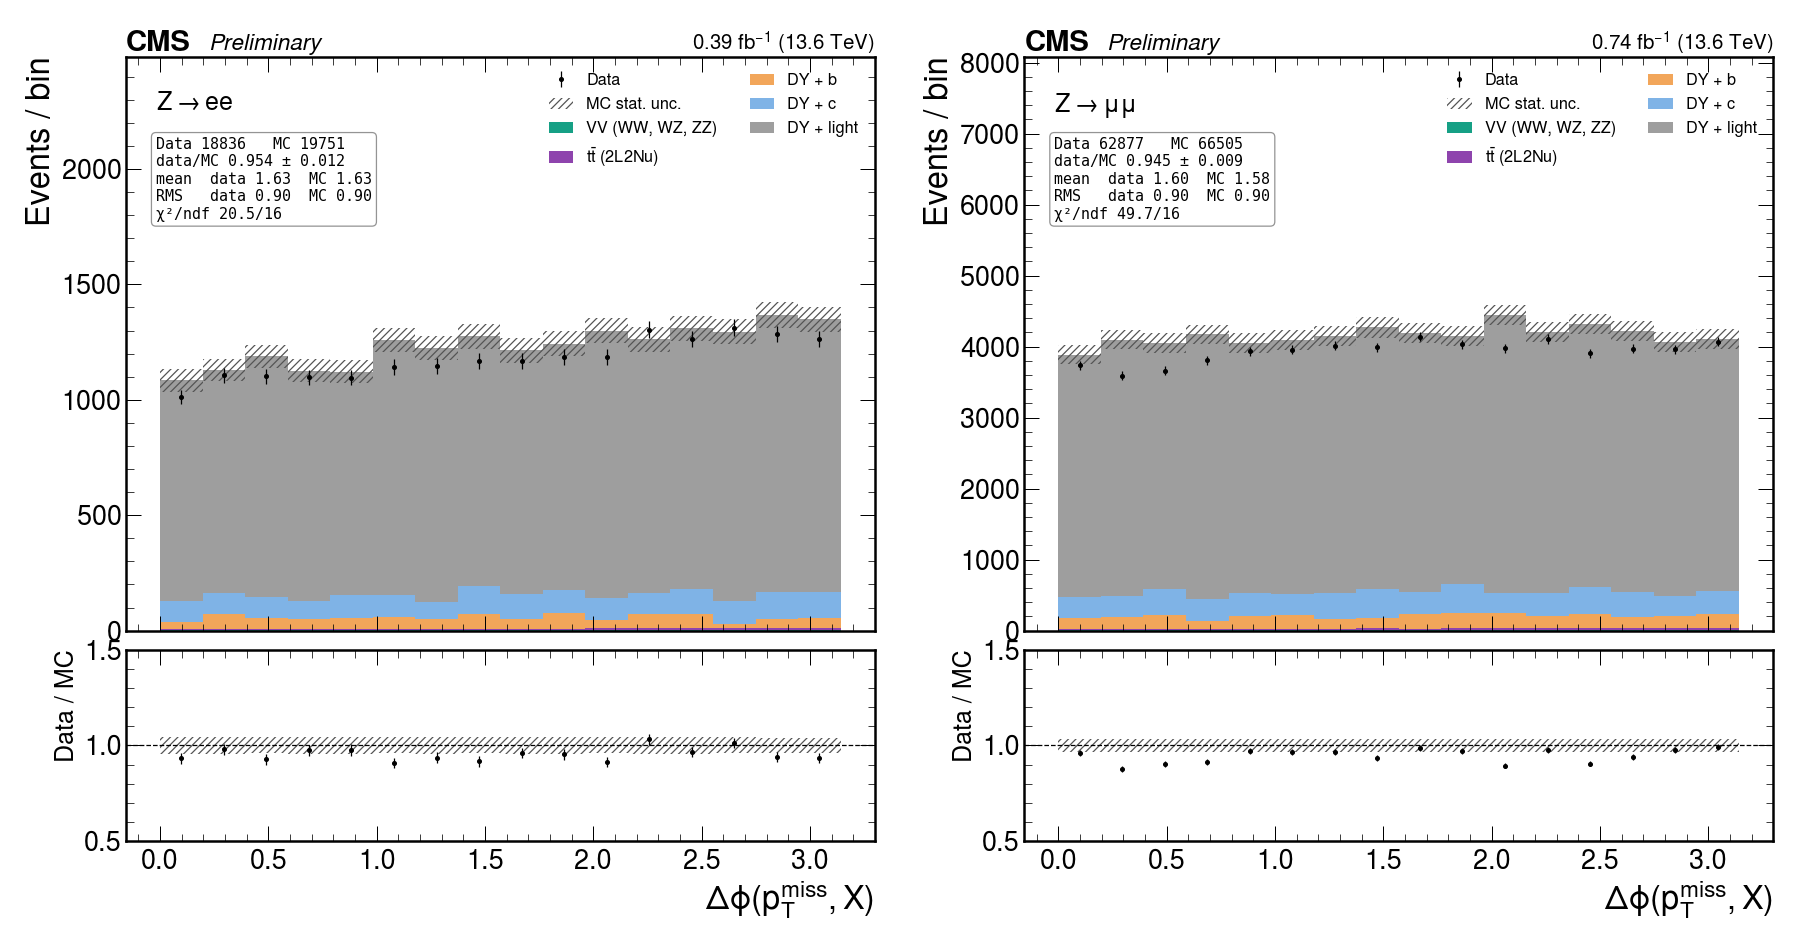 CMS Preliminary 0.39 fb⁻¹ (13.6 TeV)
Events / bin
Z → ee
Data
MC stat. unc.
VV (WW, WZ, ZZ)
tt̄ (2L2Nu)
DY + b
DY + c
DY + light
Data 18836 MC 19751
data/MC 0.954 ± 0.012
mean data 1.63 MC 1.63
RMS data 0.90 MC 0.90
χ²/ndf 20.5/16
2000
1500
1000
500
0
Data / MC
1.5
1.0
0.5
0.0 0.5 1.0 1.5 2.0 2.5 3.0
Δϕ(p_T^miss, X)
CMS Preliminary 0.74 fb⁻¹ (13.6 TeV)
Events / bin
Z → μμ
Data
MC stat. unc.
VV (WW, WZ, ZZ)
tt̄ (2L2Nu)
DY + b
DY + c
DY + light
Data 62877 MC 66505
data/MC 0.945 ± 0.009
mean data 1.60 MC 1.58
RMS data 0.90 MC 0.90
χ²/ndf 49.7/16
8000
7000
6000
5000
4000
3000
2000
1000
0
Data / MC
1.5
1.0
0.5
0.0 0.5 1.0 1.5 2.0 2.5 3.0
Δϕ(p_T^miss, X)